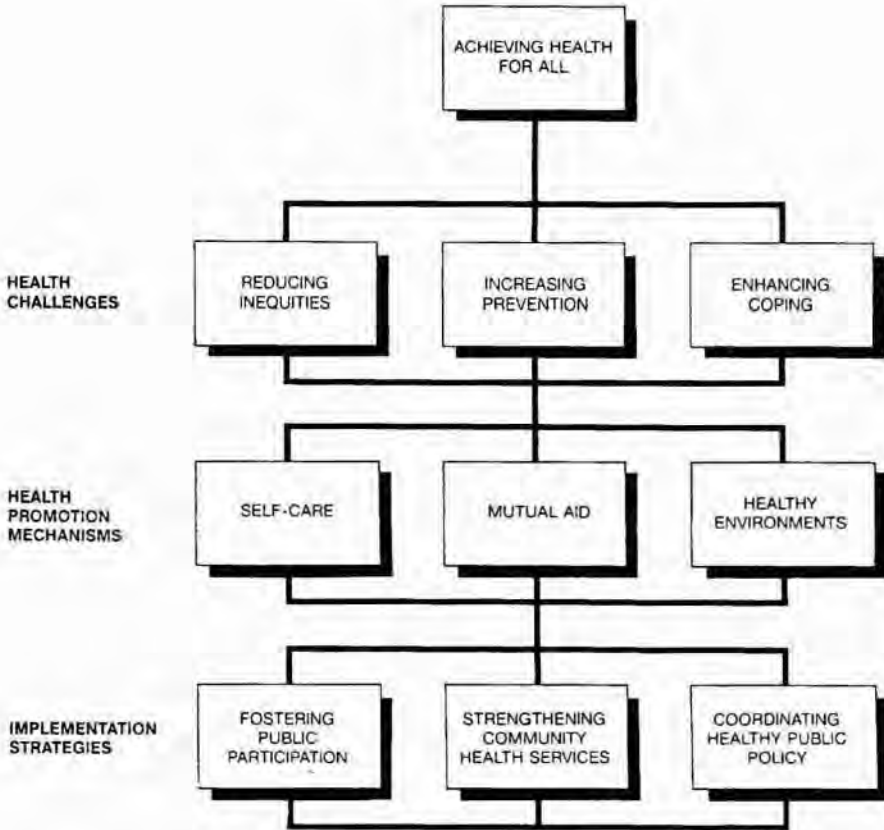 ACHIEVING HEALTH
FOR ALL
HEALTH
CHALLENGES
REDUCING
INEQUITIES
INCREASING
PREVENTION
ENHANCING
COPING
HEALTH
PROMOTION
MECHANISMS
SELF-CARE
MUTUAL AID
HEALTHY
ENVIRONMENTS
IMPLEMENTATION
STRATEGIES
FOSTERING
PUBLIC
PARTICIPATION
STRENGTHENING
COMMUNITY
HEALTH SERVICES
COORDINATING
HEALTHY PUBLIC
POLICY